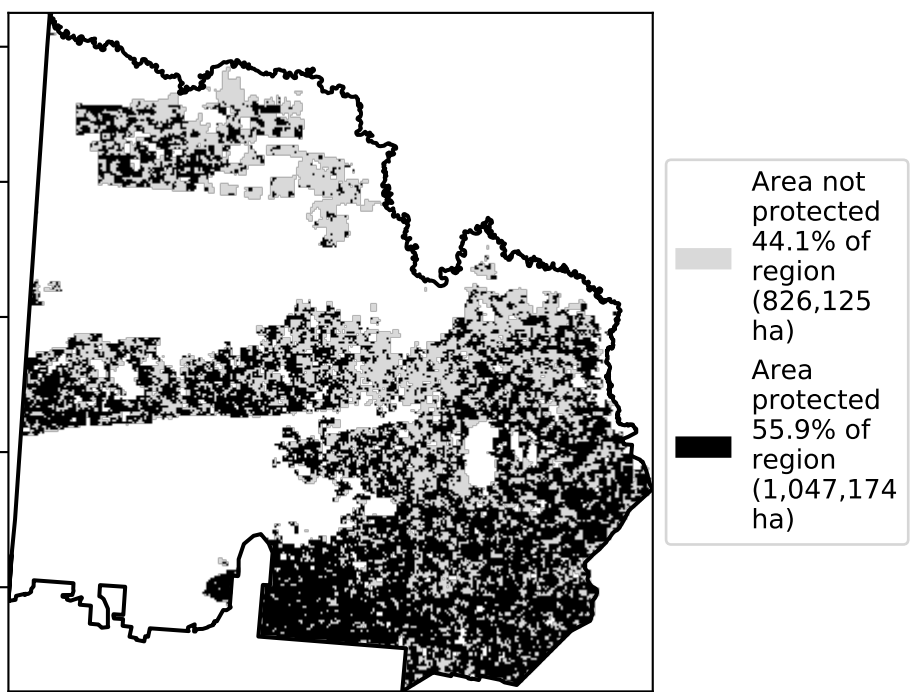 Area not
protected
44.1% of
region
(826,125
ha)
Area
protected
55.9% of
region
(1,047,174
ha)